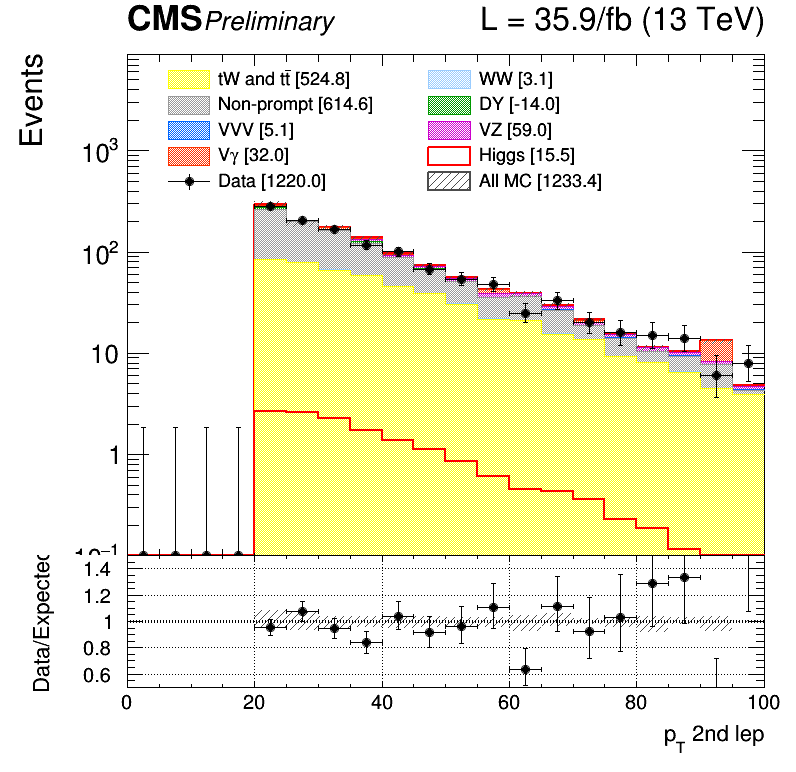 CMS Preliminary L = 35.9/fb (13 TeV)
Events
tW and tt̄ [524.8] WW [3.1]
Non-prompt [614.6] DY [-14.0]
VVV [5.1] VZ [59.0]
Vγ [32.0] Higgs [15.5]
Data [1220.0] All MC [1233.4]
10³
10²
10
1
10⁻¹
Data/Expected
1.4
1.2
1
0.8
0.6
0 20 40 60 80 100
p_T 2nd lep